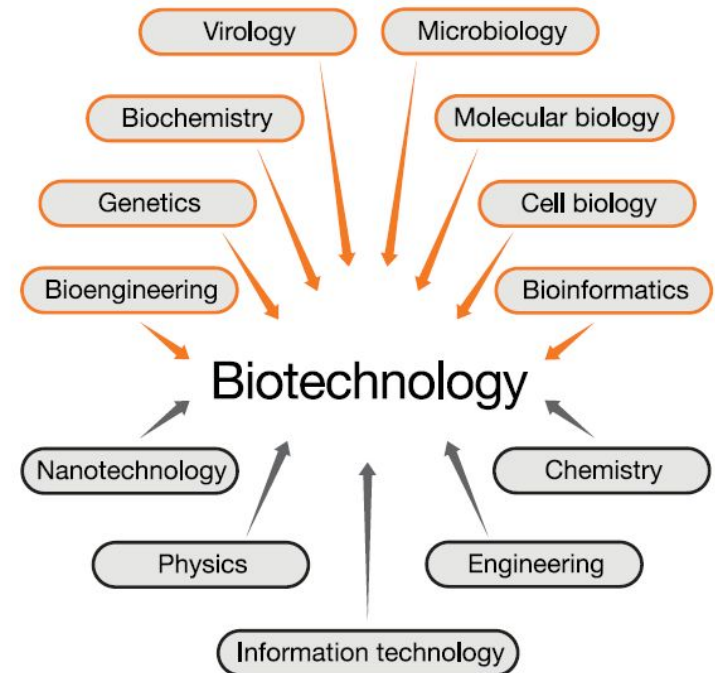 Virology
Microbiology
Biochemistry
Molecular biology
Genetics
Cell biology
Bioengineering
Bioinformatics
Biotechnology
Nanotechnology
Chemistry
Physics
Engineering
Information technology